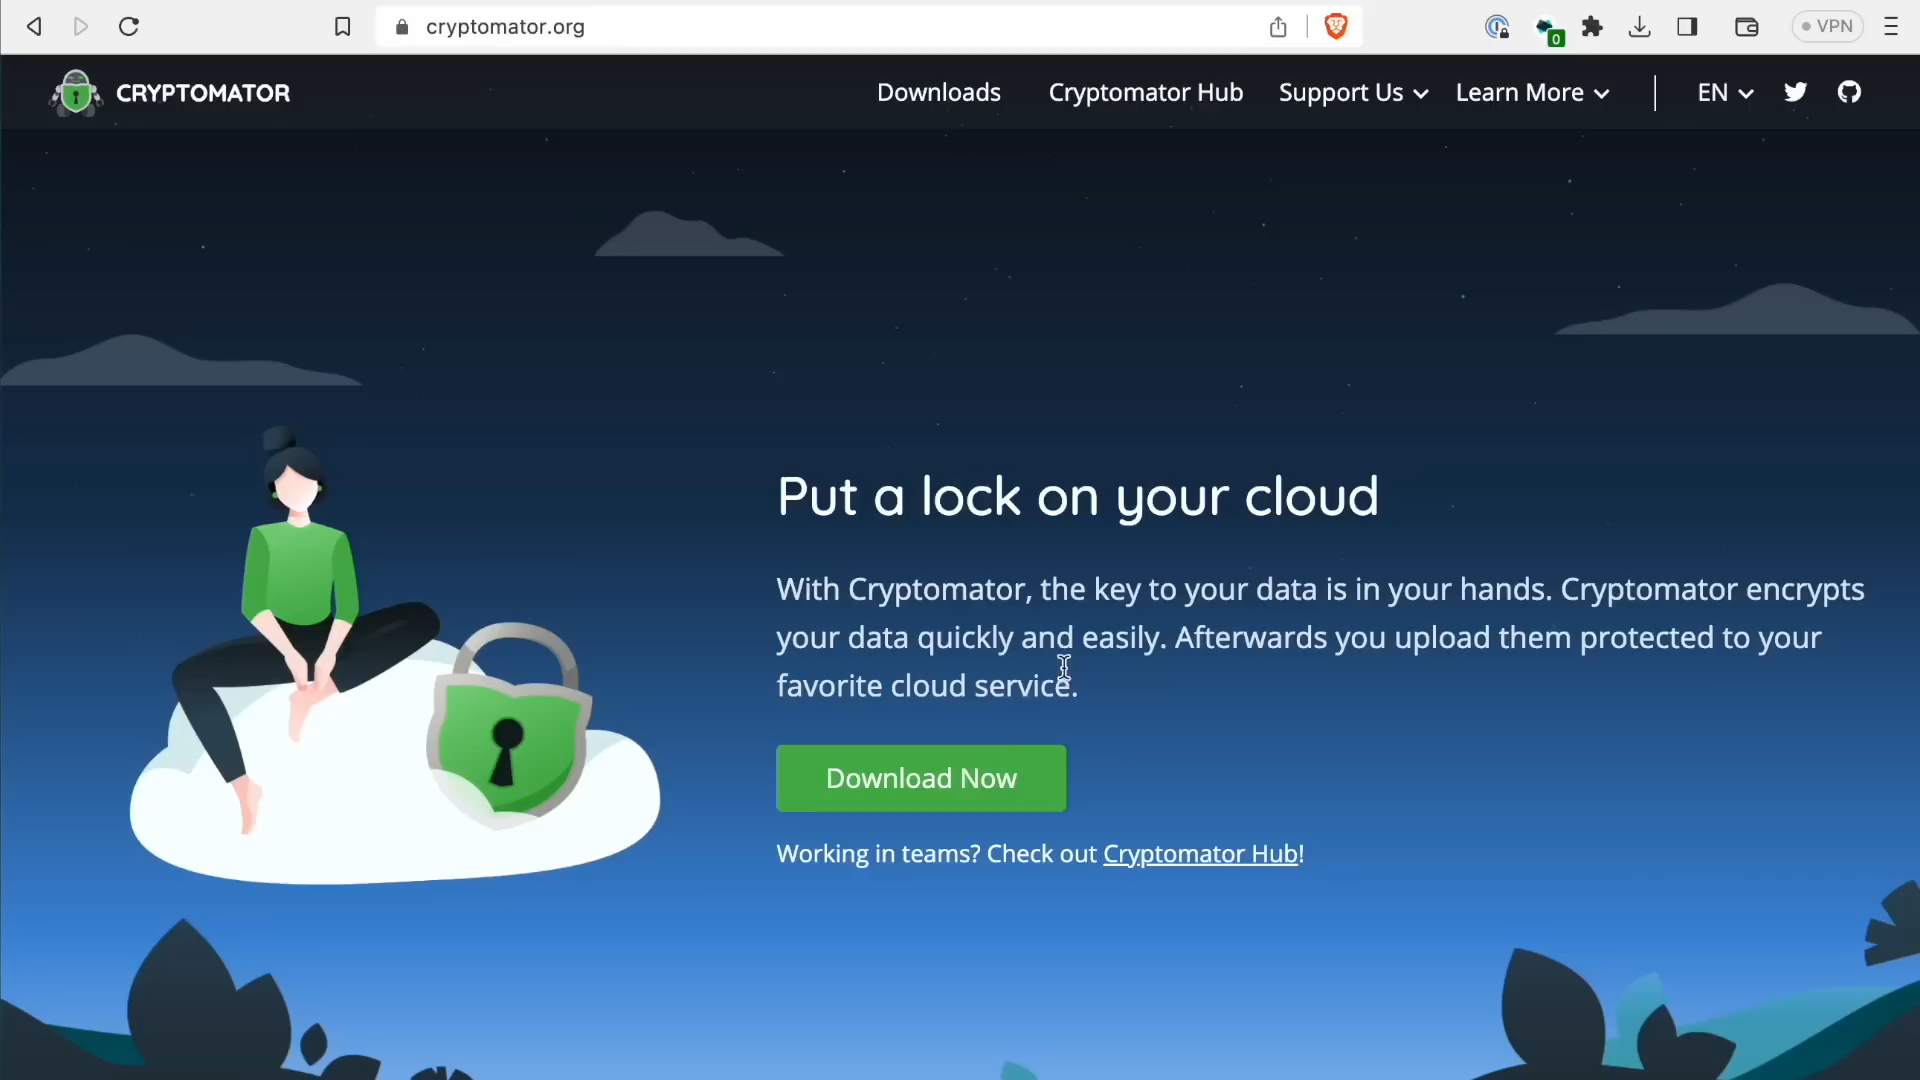 cryptomator.org
0
VPN
CRYPTOMATOR
Downloads
Cryptomator Hub
Support Us
Learn More
EN
Put a lock on your cloud
With Cryptomator, the key to your data is in your hands. Cryptomator encrypts
your data quickly and easily. Afterwards you upload them protected to your
favorite cloud service.
Download Now
Working in teams? Check out Cryptomator Hub!